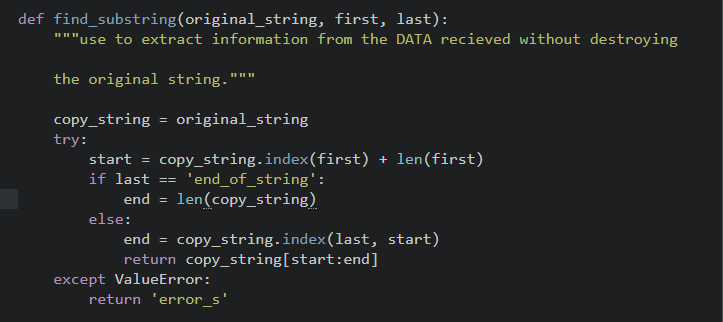 def find_substring(original_string, first, last):
    """use to extract information from the DATA recieved without destroying
    the original string."""
    copy_string = original_string
    try:
        start = copy_string.index(first) + len(first)
        if last == 'end_of_string':
            end = len(copy_string)
        else:
            end = copy_string.index(last, start)
            return copy_string[start:end]
    except ValueError:
        return 'error_s'